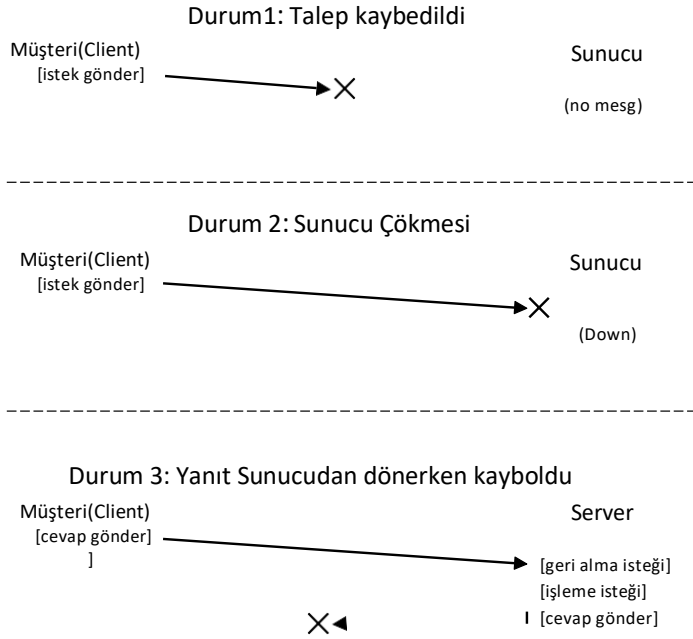 Durum1: Talep kaybedildi
Müşteri(Client)
[istek gönder]
Sunucu
(no mesg)
Durum 2: Sunucu Çökmesi
Müşteri(Client)
[istek gönder]
Sunucu
(Down)
Durum 3: Yanıt Sunucudan dönerken kayboldu
Müşteri(Client)
[cevap gönder]
]
Server
[geri alma isteği]
[işleme isteği]
[cevap gönder]